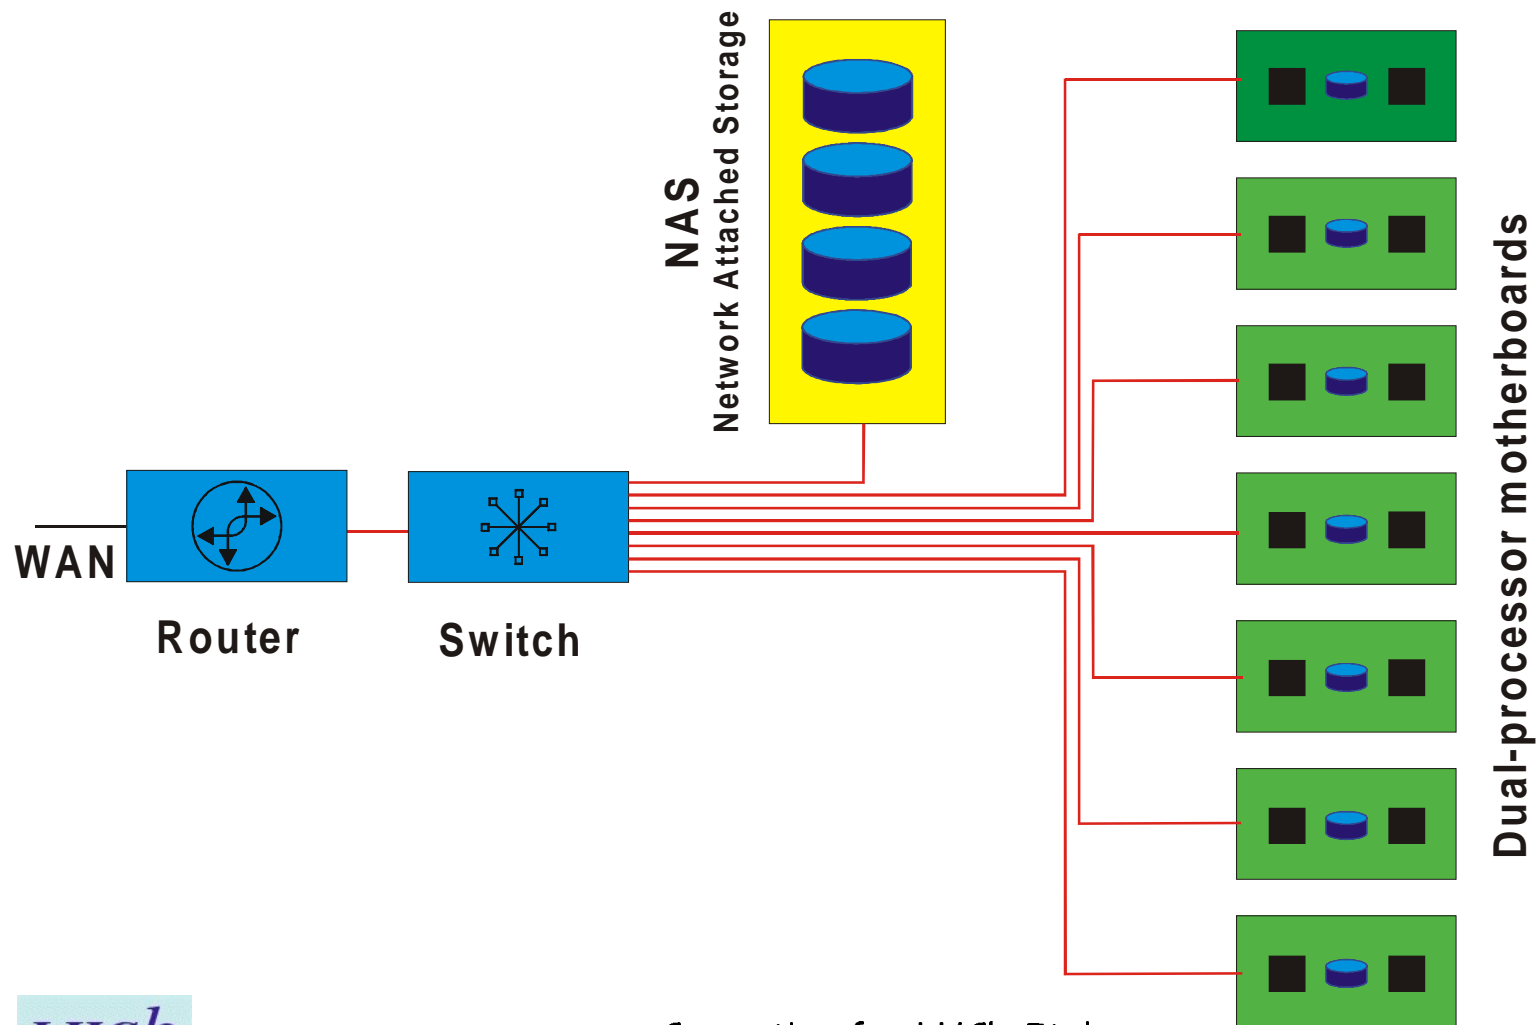 NAS
Network Attached Storage
WAN
Router
Switch
Dual-processor motherboards